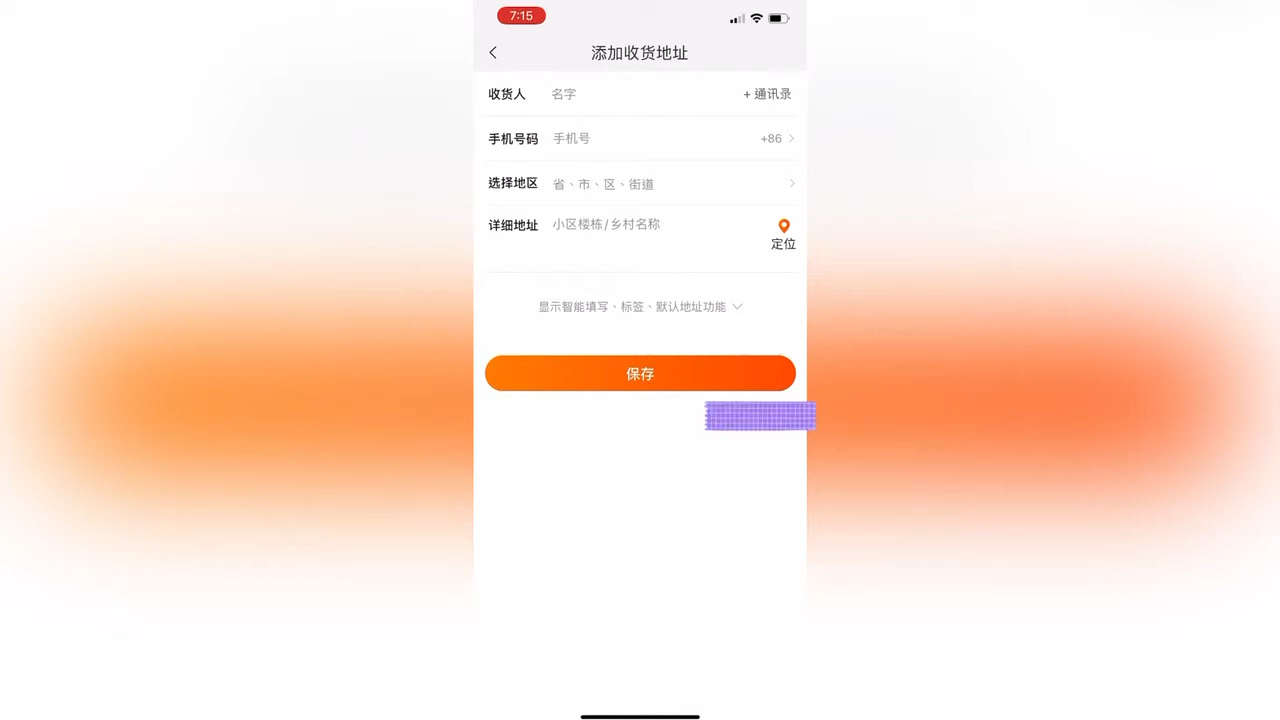 7:15
添加收货地址
收货人 名字 + 通讯录
手机号码 手机号 +86
选择地区 省、市、区、街道
详细地址 小区楼栋/乡村名称
定位
显示智能填写、标签、默认地址功能
保存